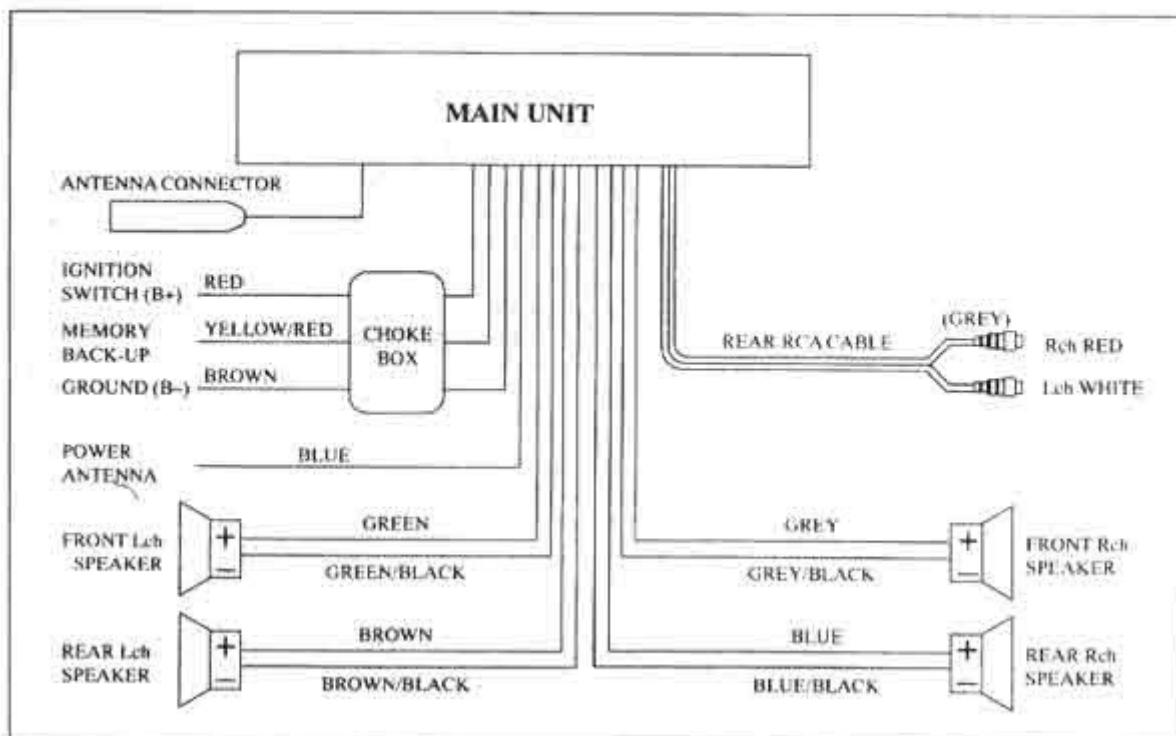 MAIN UNIT
ANTENNA CONNECTOR
IGNITION
SWITCH (B+)
RED
MEMORY
BACK-UP
YELLOW/RED
GROUND (B–)
BROWN
CHOKE
BOX
POWER
ANTENNA
BLUE
REAR RCA CABLE
(GREY)
Rch RED
Lch WHITE
FRONT Lch
SPEAKER
+
–
GREEN
GREEN/BLACK
GREY
GREY/BLACK
+
–
FRONT Rch
SPEAKER
REAR Lch
SPEAKER
+
–
BROWN
BROWN/BLACK
BLUE
BLUE/BLACK
+
–
REAR Rch
SPEAKER